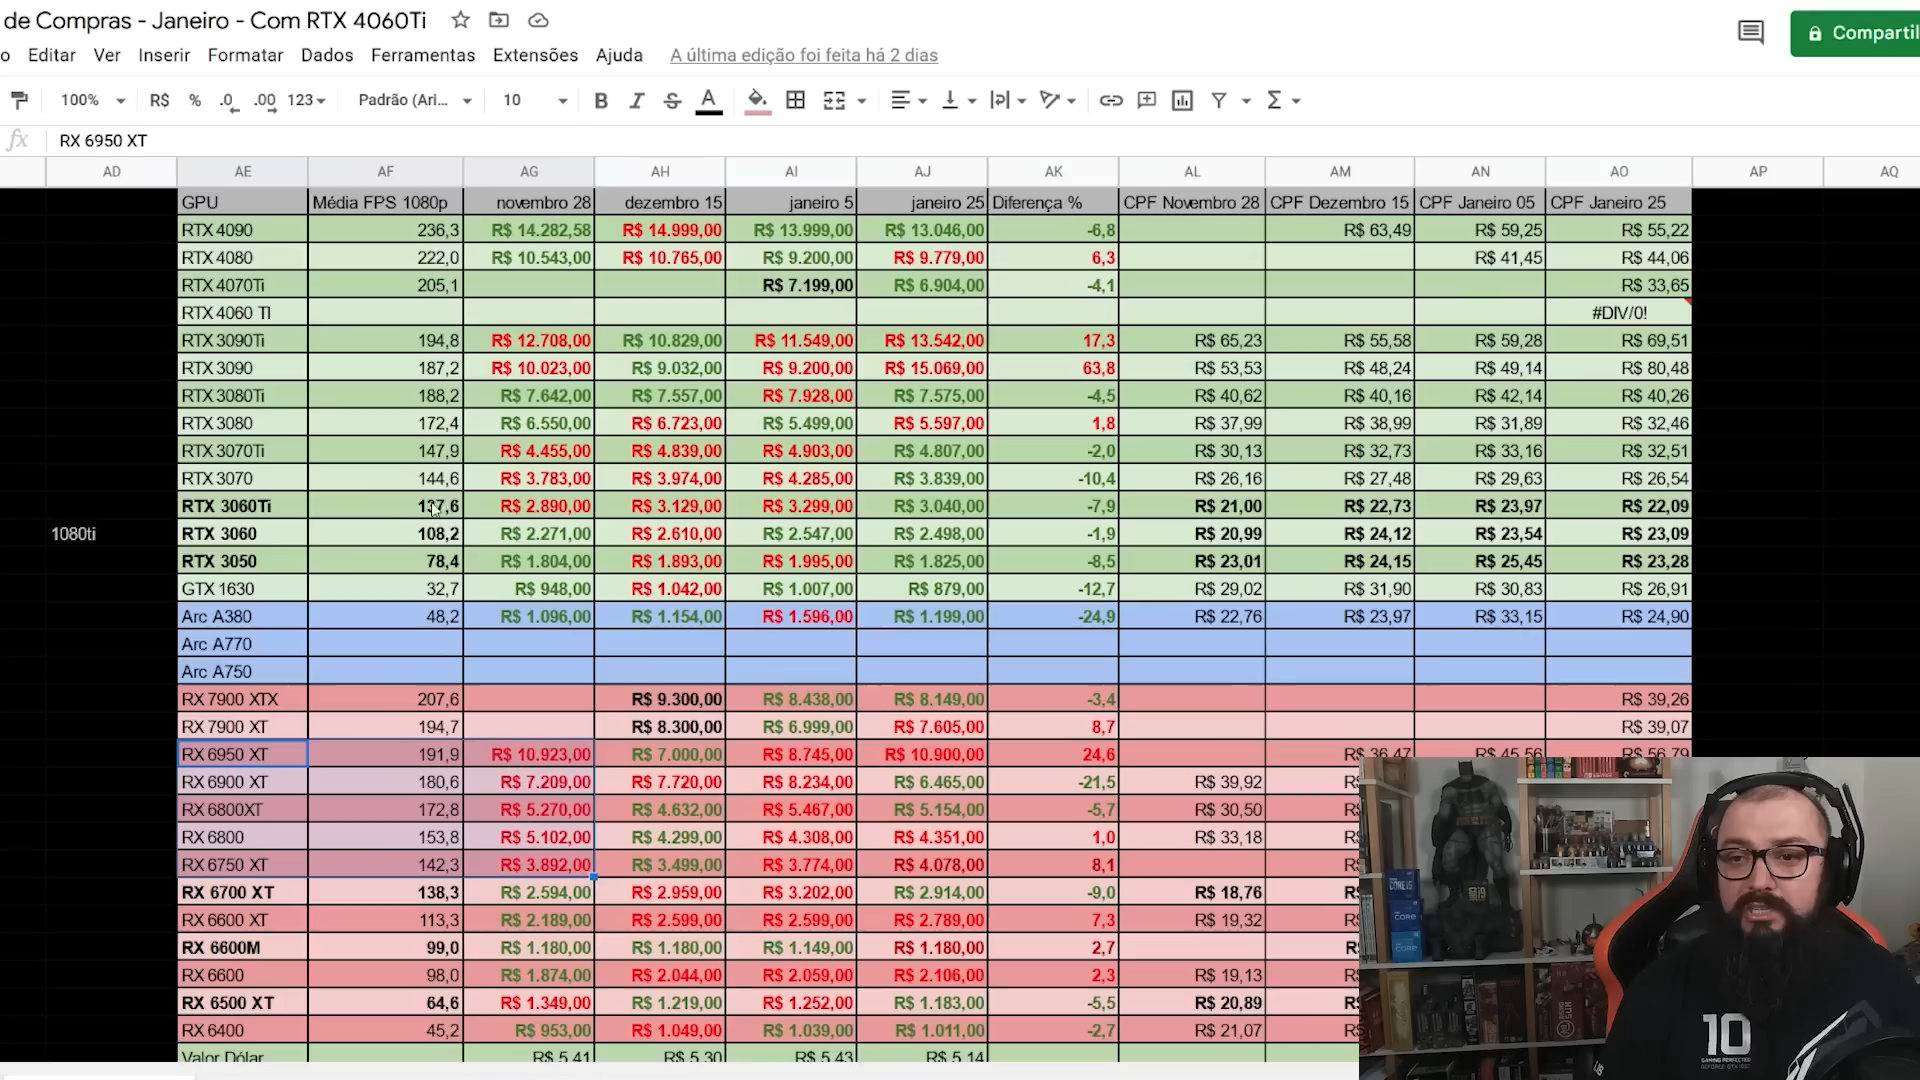 de Compras - Janeiro - Com RTX 4060Ti
o Editar Ver Inserir Formatar Dados Ferramentas Extensões Ajuda A última edição foi feita há 2 dias
Compartil
100% R$ % .0 .00 123 Padrão (Ari... 10 B I S A
fx RX 6950 XT
AD AE AF AG AH AI AJ AK AL AM AN AO AP AQ
GPU Média FPS 1080p novembro 28 dezembro 15 janeiro 5 janeiro 25 Diferença % CPF Novembro 28 CPF Dezembro 15 CPF Janeiro 05 CPF Janeiro 25
RTX 4090 236,3 R$ 14.282,58 R$ 14.999,00 R$ 13.999,00 R$ 13.046,00 -6,8 R$ 63,49 R$ 59,25 R$ 55,22
RTX 4080 222,0 R$ 10.543,00 R$ 10.765,00 R$ 9.200,00 R$ 9.779,00 6,3 R$ 41,45 R$ 44,06
RTX 4070Ti 205,1 R$ 7.199,00 R$ 6.904,00 -4,1 R$ 33,65
RTX 4060 TI #DIV/0!
RTX 3090Ti 194,8 R$ 12.708,00 R$ 10.829,00 R$ 11.549,00 R$ 13.542,00 17,3 R$ 65,23 R$ 55,58 R$ 59,28 R$ 69,51
RTX 3090 187,2 R$ 10.023,00 R$ 9.032,00 R$ 9.200,00 R$ 15.069,00 63,8 R$ 53,53 R$ 48,24 R$ 49,14 R$ 80,48
RTX 3080Ti 188,2 R$ 7.642,00 R$ 7.557,00 R$ 7.928,00 R$ 7.575,00 -4,5 R$ 40,62 R$ 40,16 R$ 42,14 R$ 40,26
RTX 3080 172,4 R$ 6.550,00 R$ 6.723,00 R$ 5.499,00 R$ 5.597,00 1,8 R$ 37,99 R$ 38,99 R$ 31,89 R$ 32,46
RTX 3070Ti 147,9 R$ 4.455,00 R$ 4.839,00 R$ 4.903,00 R$ 4.807,00 -2,0 R$ 30,13 R$ 32,73 R$ 33,16 R$ 32,51
RTX 3070 144,6 R$ 3.783,00 R$ 3.974,00 R$ 4.285,00 R$ 3.839,00 -10,4 R$ 26,16 R$ 27,48 R$ 29,63 R$ 26,54
RTX 3060Ti 137,6 R$ 2.890,00 R$ 3.129,00 R$ 3.299,00 R$ 3.040,00 -7,9 R$ 21,00 R$ 22,73 R$ 23,97 R$ 22,09
1080ti RTX 3060 108,2 R$ 2.271,00 R$ 2.610,00 R$ 2.547,00 R$ 2.498,00 -1,9 R$ 20,99 R$ 24,12 R$ 23,54 R$ 23,09
RTX 3050 78,4 R$ 1.804,00 R$ 1.893,00 R$ 1.995,00 R$ 1.825,00 -8,5 R$ 23,01 R$ 24,15 R$ 25,45 R$ 23,28
GTX 1630 32,7 R$ 948,00 R$ 1.042,00 R$ 1.007,00 R$ 879,00 -12,7 R$ 29,02 R$ 31,90 R$ 30,83 R$ 26,91
Arc A380 48,2 R$ 1.096,00 R$ 1.154,00 R$ 1.596,00 R$ 1.199,00 -24,9 R$ 22,76 R$ 23,97 R$ 33,15 R$ 24,90
Arc A770
Arc A750
RX 7900 XTX 207,6 R$ 9.300,00 R$ 8.438,00 R$ 8.149,00 -3,4 R$ 39,26
RX 7900 XT 194,7 R$ 8.300,00 R$ 6.999,00 R$ 7.605,00 8,7 R$ 39,07
RX 6950 XT 191,9 R$ 10.923,00 R$ 7.000,00 R$ 8.745,00 R$ 10.900,00 24,6 R$ 36,47 R$ 45,56 R$ 56,79
RX 6900 XT 180,6 R$ 7.209,00 R$ 7.720,00 R$ 8.234,00 R$ 6.465,00 -21,5 R$ 39,92
RX 6800XT 172,8 R$ 5.270,00 R$ 4.632,00 R$ 5.467,00 R$ 5.154,00 -5,7 R$ 30,50
RX 6800 153,8 R$ 5.102,00 R$ 4.299,00 R$ 4.308,00 R$ 4.351,00 1,0 R$ 33,18
RX 6750 XT 142,3 R$ 3.892,00 R$ 3.499,00 R$ 3.774,00 R$ 4.078,00 8,1
RX 6700 XT 138,3 R$ 2.594,00 R$ 2.959,00 R$ 3.202,00 R$ 2.914,00 -9,0 R$ 18,76
RX 6600 XT 113,3 R$ 2.189,00 R$ 2.599,00 R$ 2.599,00 R$ 2.789,00 7,3 R$ 19,32
RX 6600M 99,0 R$ 1.180,00 R$ 1.180,00 R$ 1.149,00 R$ 1.180,00 2,7
RX 6600 98,0 R$ 1.874,00 R$ 2.044,00 R$ 2.059,00 R$ 2.106,00 2,3 R$ 19,13
RX 6500 XT 64,6 R$ 1.349,00 R$ 1.219,00 R$ 1.252,00 R$ 1.183,00 -5,5 R$ 20,89
RX 6400 45,2 R$ 953,00 R$ 1.049,00 R$ 1.039,00 R$ 1.011,00 -2,7 R$ 21,07
Valor Dólar R$ 5,41 R$ 5,30 R$ 5,43 R$ 5,14
CORE i5
CORE
CORE
10
GAMING PERFECTED
GEFORCE GTX